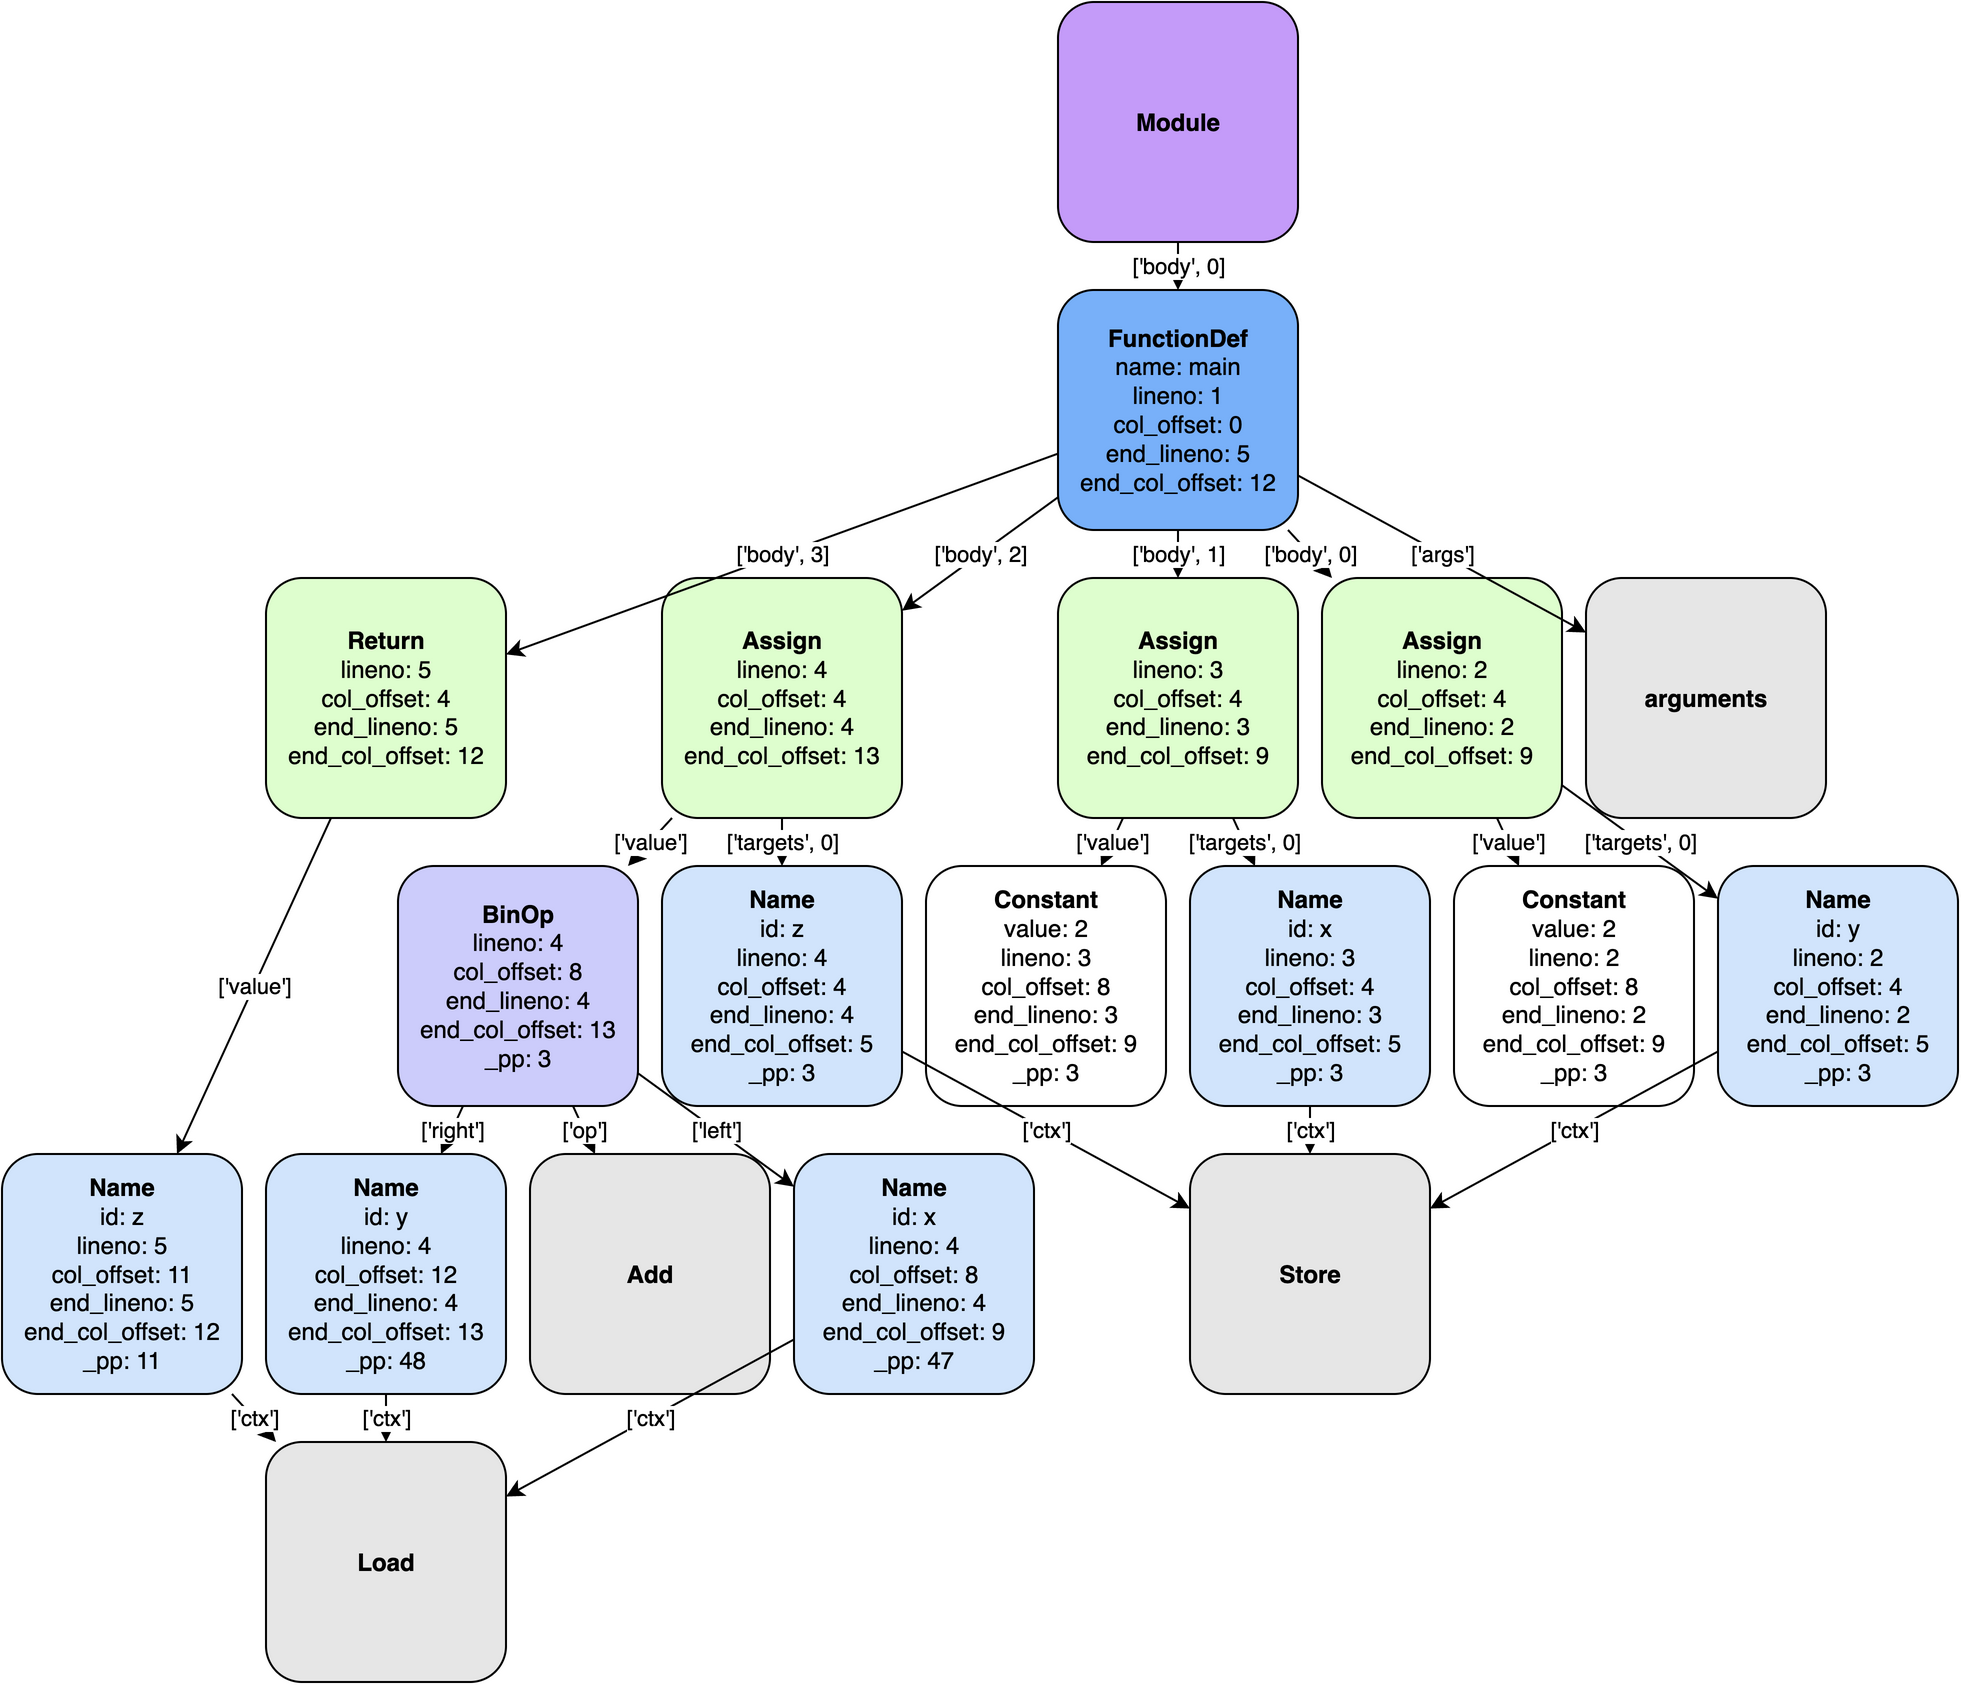 Module
['body', 0]
FunctionDef
name: main
lineno: 1
col_offset: 0
end_lineno: 5
end_col_offset: 12
['body', 3]
['body', 2]
['body', 1]
['body', 0]
['args']
Return
lineno: 5
col_offset: 4
end_lineno: 5
end_col_offset: 12
Assign
lineno: 4
col_offset: 4
end_lineno: 4
end_col_offset: 13
Assign
lineno: 3
col_offset: 4
end_lineno: 3
end_col_offset: 9
Assign
lineno: 2
col_offset: 4
end_lineno: 2
end_col_offset: 9
arguments
['value']
['targets', 0]
['value']
['targets', 0]
['value']
['targets', 0]
['value']
BinOp
lineno: 4
col_offset: 8
end_lineno: 4
end_col_offset: 13
_pp: 3
Name
id: z
lineno: 4
col_offset: 4
end_lineno: 4
end_col_offset: 5
_pp: 3
Constant
value: 2
lineno: 3
col_offset: 8
end_lineno: 3
end_col_offset: 9
_pp: 3
Name
id: x
lineno: 3
col_offset: 4
end_lineno: 3
end_col_offset: 5
_pp: 3
Constant
value: 2
lineno: 2
col_offset: 8
end_lineno: 2
end_col_offset: 9
_pp: 3
Name
id: y
lineno: 2
col_offset: 4
end_lineno: 2
end_col_offset: 5
_pp: 3
['right']
['op']
['left']
['ctx']
['ctx']
['ctx']
Name
id: z
lineno: 5
col_offset: 11
end_lineno: 5
end_col_offset: 12
_pp: 11
Name
id: y
lineno: 4
col_offset: 12
end_lineno: 4
end_col_offset: 13
_pp: 48
Add
Name
id: x
lineno: 4
col_offset: 8
end_lineno: 4
end_col_offset: 9
_pp: 47
Store
['ctx']
['ctx']
['ctx']
Load